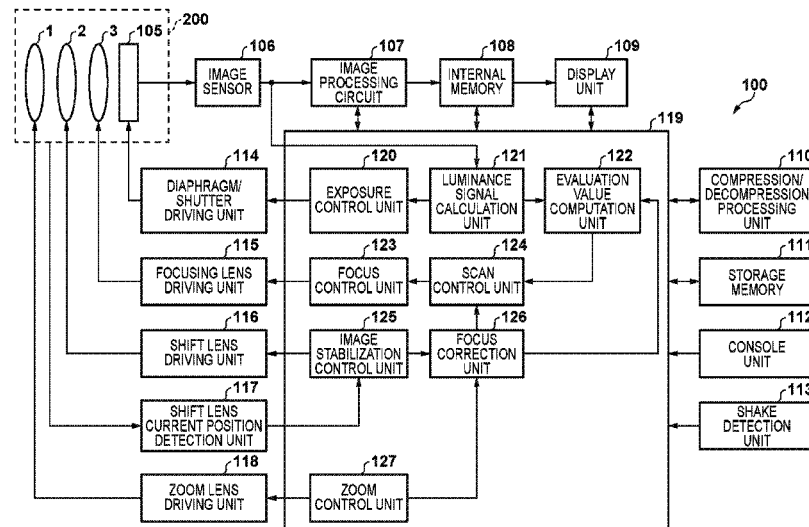 200
1
2
3
105
106
IMAGE
SENSOR
107
IMAGE
PROCESSING
CIRCUIT
108
INTERNAL
MEMORY
109
DISPLAY
UNIT
100
119
114
DIAPHRAGM/
SHUTTER
DRIVING UNIT
120
EXPOSURE
CONTROL UNIT
121
LUMINANCE
SIGNAL
CALCULATION
UNIT
122
EVALUATION
VALUE
COMPUTATION
UNIT
110
COMPRESSION/
DECOMPRESSION
PROCESSING
UNIT
115
FOCUSING LENS
DRIVING UNIT
123
FOCUS
CONTROL UNIT
124
SCAN
CONTROL UNIT
111
STORAGE
MEMORY
116
SHIFT LENS
DRIVING UNIT
125
IMAGE
STABILIZATION
CONTROL UNIT
126
FOCUS
CORRECTION
UNIT
112
CONSOLE
UNIT
117
SHIFT LENS
CURRENT POSITION
DETECTION UNIT
113
SHAKE
DETECTION
UNIT
118
ZOOM LENS
DRIVING UNIT
127
ZOOM
CONTROL UNIT